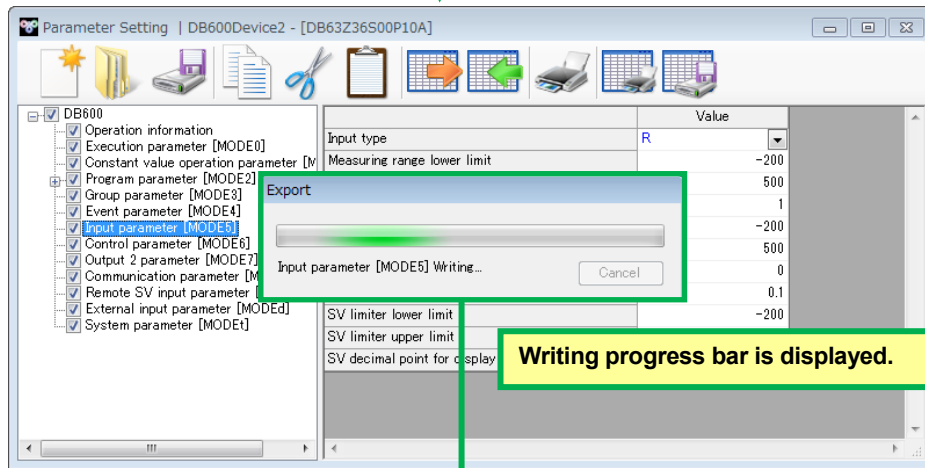 Parameter Setting | DB600Device2 - [DB63Z36S00P10A]
DB600
Operation information
Execution parameter [MODE0]
Constant value operation parameter [M
Program parameter [MODE2]
Group parameter [MODE3]
Event parameter [MODE4]
Input parameter [MODE5]
Control parameter [MODE6]
Output 2 parameter [MODE7]
Communication parameter [M
Remote SV input parameter [
External input parameter [MODEd]
System parameter [MODEt]
Value
Input type R
Measuring range lower limit -200
500
1
-200
500
0
0.1
SV limiter lower limit -200
SV limiter upper limit
SV decimal point for display
Export
Input parameter [MODE5] Writing...
Cancel
Writing progress bar is displayed.